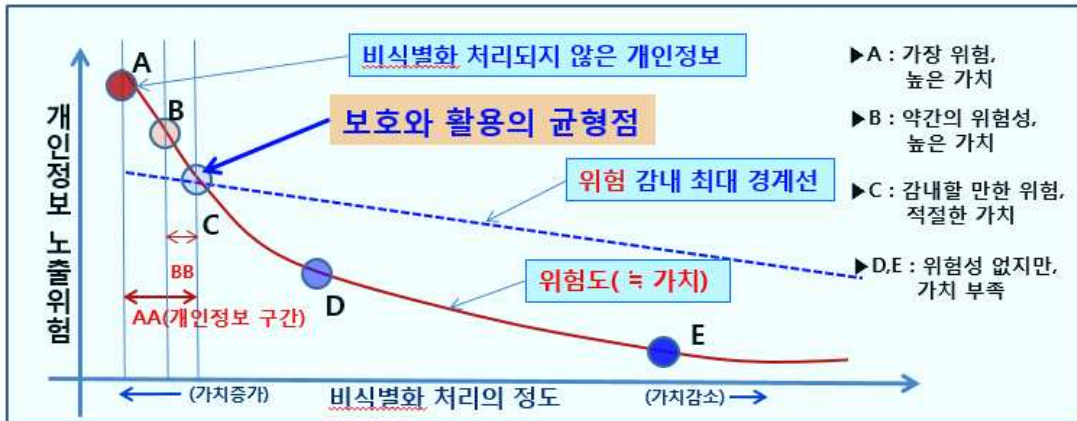 비식별화 처리되지 않은 개인정보
보호와 활용의 균형점
위험 감내 최대 경계선
위험도(≒ 가치)
개인정보 노출위험
A
B
C
D
E
BB
AA(개인정보 구간)
(가치증가)
비식별화 처리의 정도
(가치감소)
▶A : 가장 위험,
높은 가치
▶B : 약간의 위험성,
높은 가치
▶C : 감내할 만한 위험,
적절한 가치
▶D,E : 위험성 없지만,
가치 부족